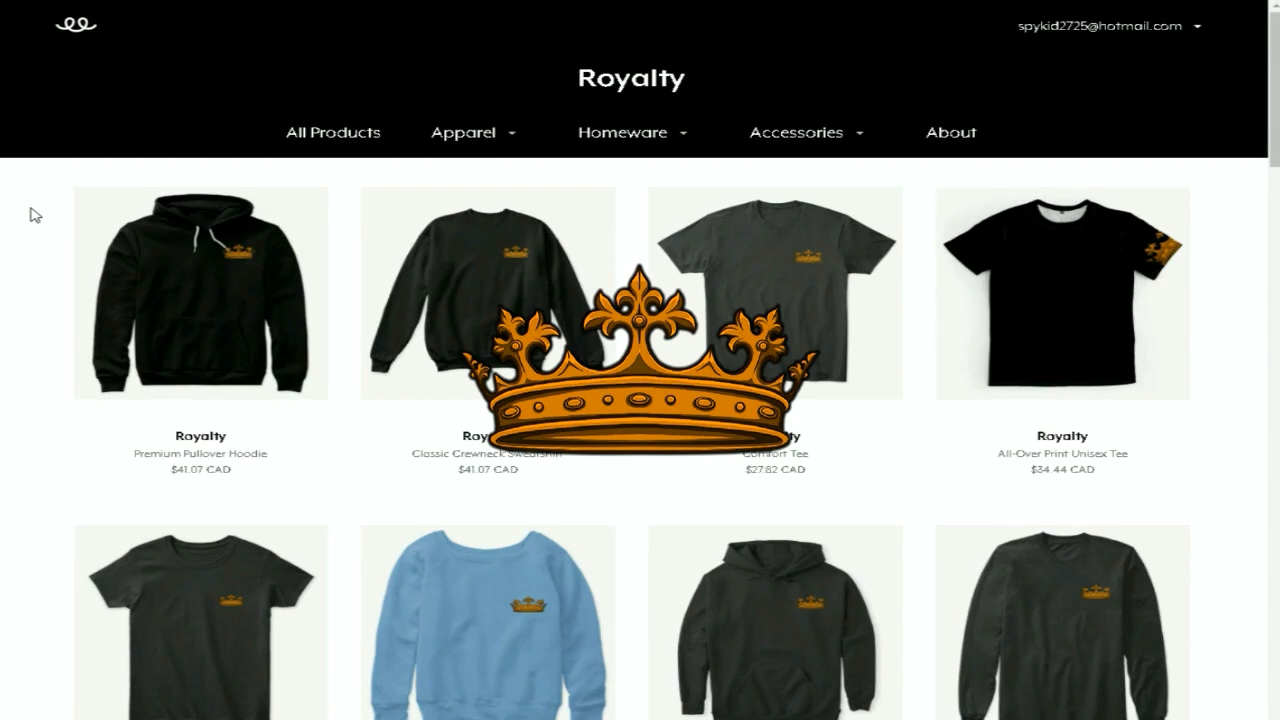 spykid2725@hotmail.com
Royalty
All Products Apparel Homeware Accessories About
Royalty
Premium Pullover Hoodie
$41.07 CAD
Classic Crewneck Sweatshirt
$41.07 CAD
Comfort Tee
$27.82 CAD
Royalty
All-Over Print Unisex Tee
$34.44 CAD